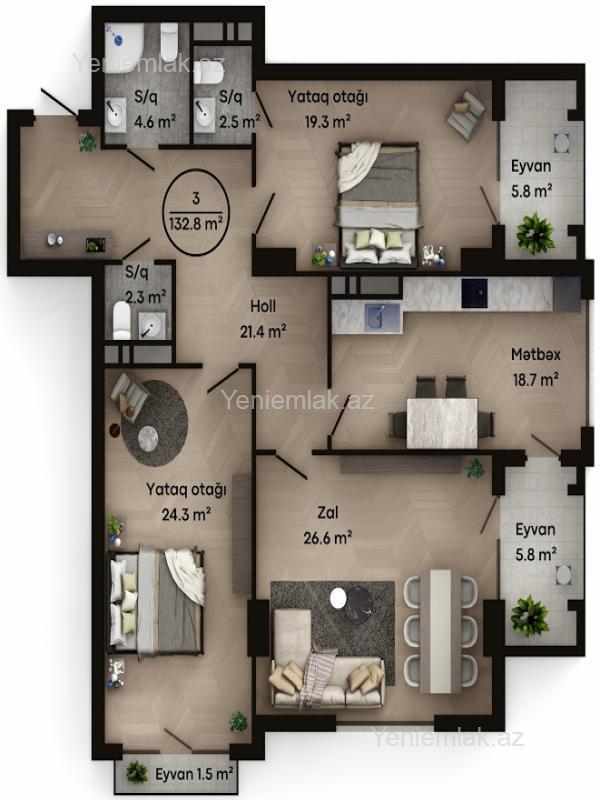 Yeniemlak.az
S/q
4.6 m²
S/q
2.5 m²
Yataq otağı
19.3 m²
Eyvan
5.8 m²
3
132.8 m²
S/q
2.3 m²
Holl
21.4 m²
Mətbəx
18.7 m²
Yeniemlak.az
Yataq otağı
24.3 m²
Zal
26.6 m²
Eyvan
5.8 m²
Yeniemlak.az
Eyvan 1.5 m²